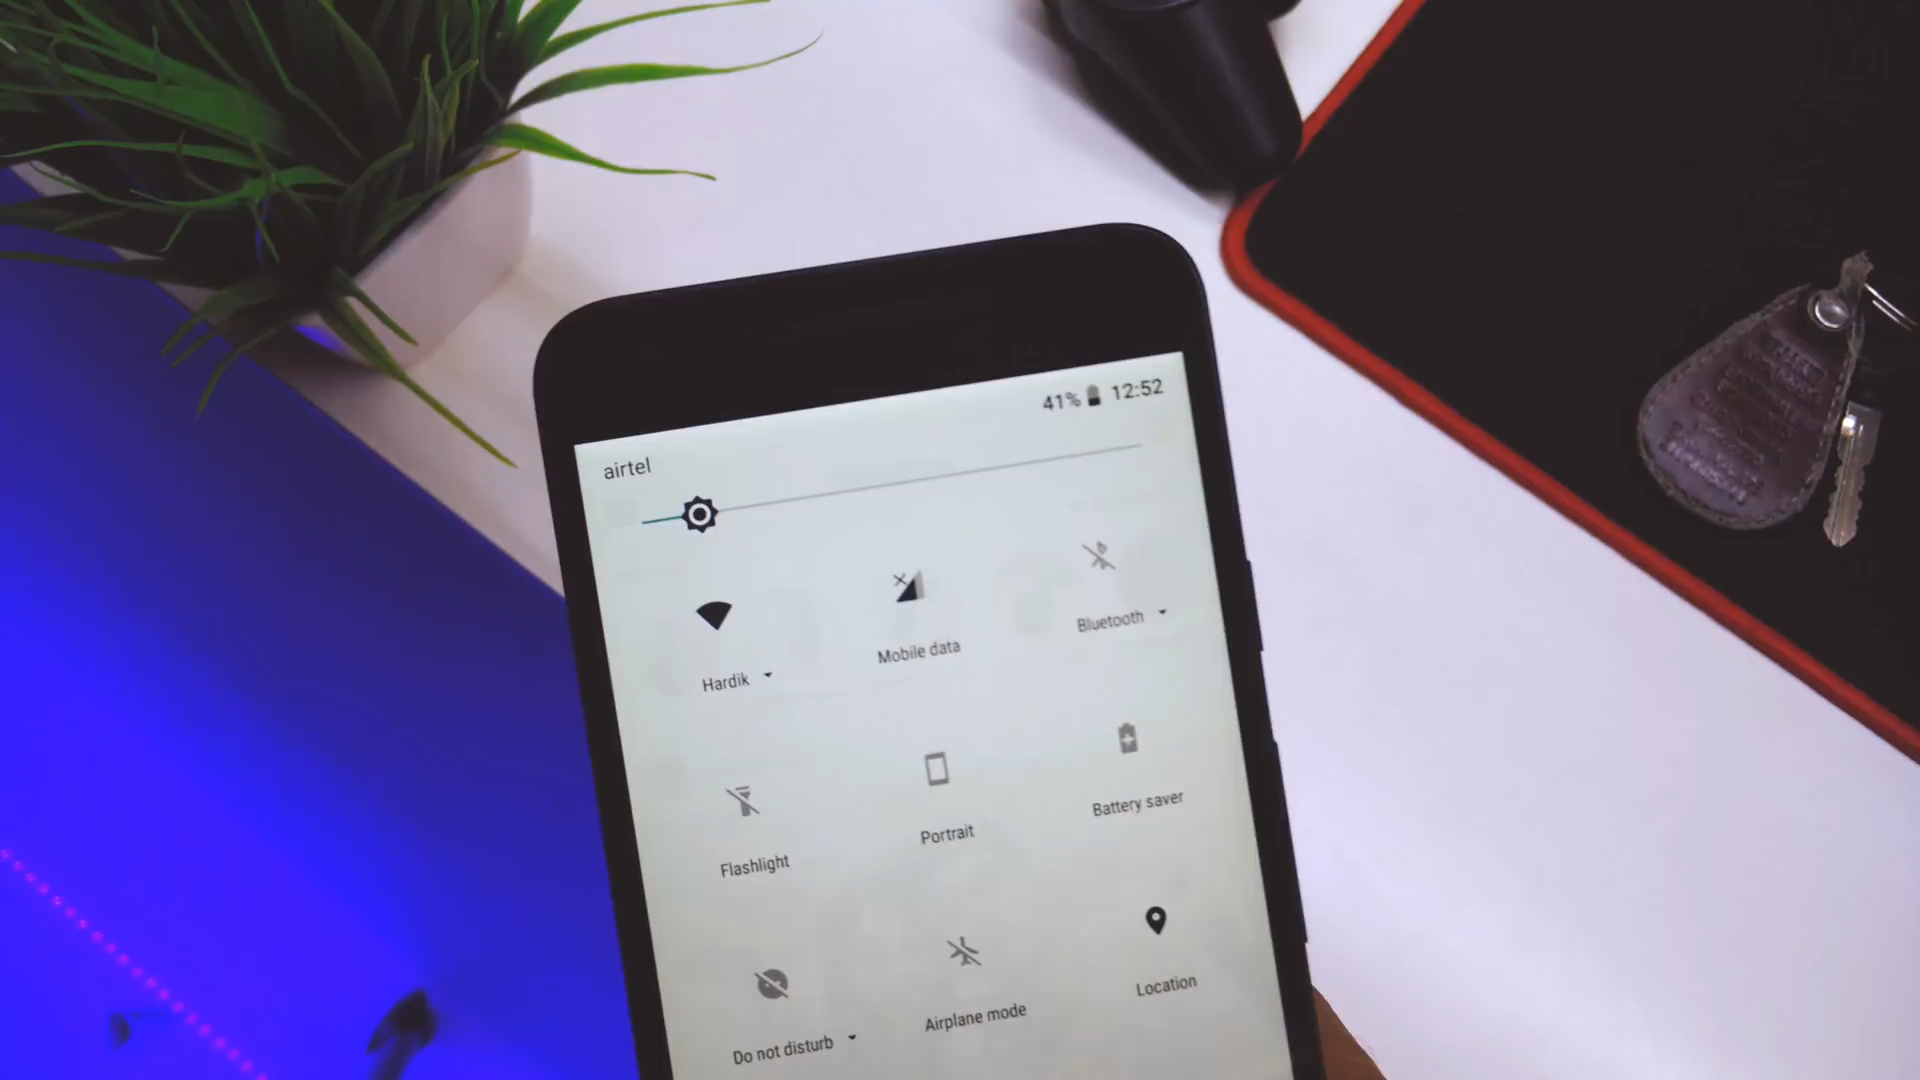 41% 12:52
airtel
Hardik
Mobile data
Bluetooth
Flashlight
Portrait
Battery saver
Do not disturb
Airplane mode
Location